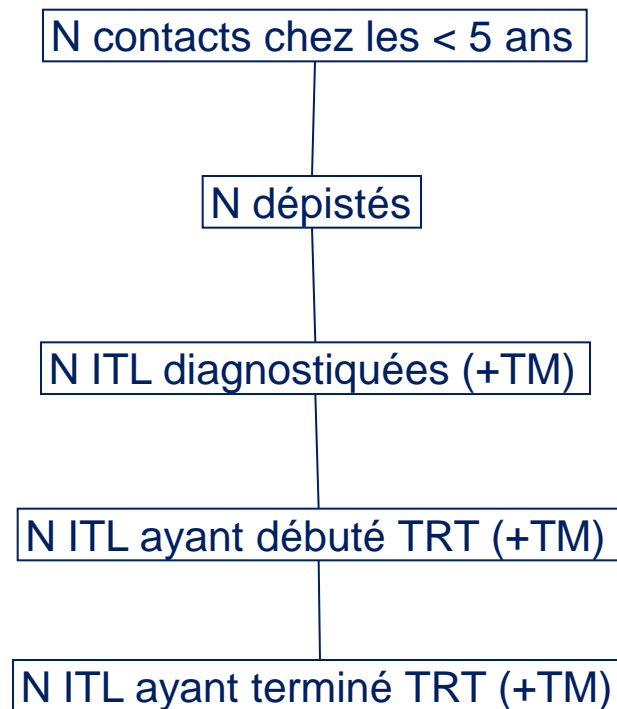 N contacts chez les < 5 ans
N dépistés
N ITL diagnostiquées (+TM)
N ITL ayant débuté TRT (+TM)
N ITL ayant terminé TRT (+TM)